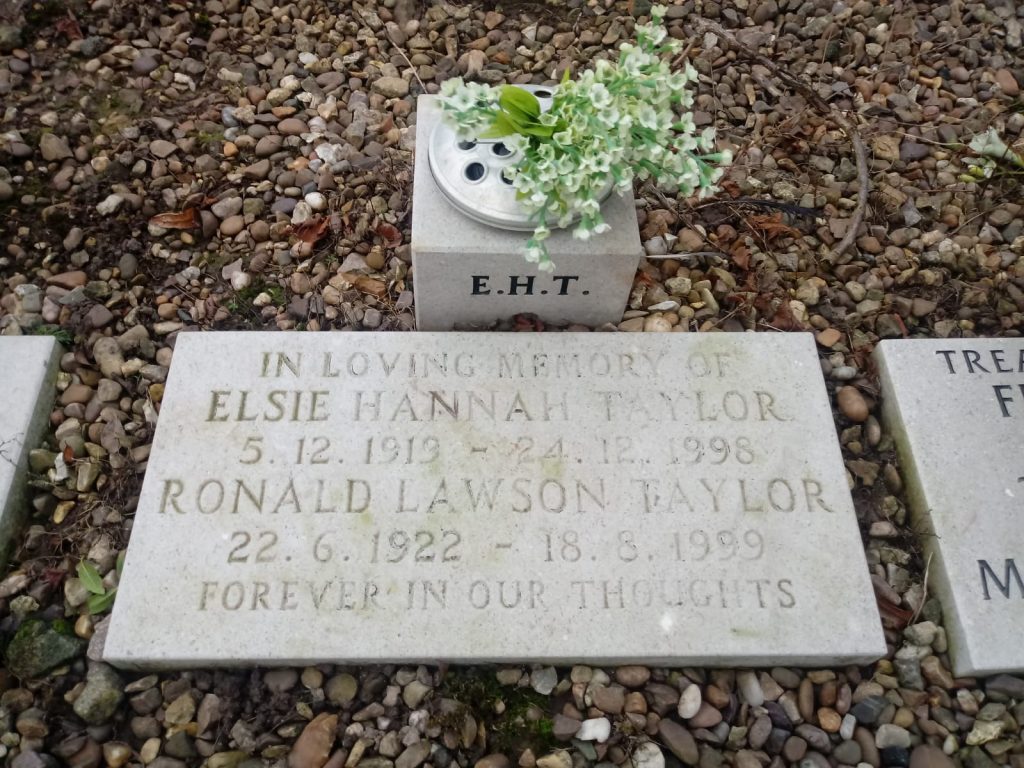 E.H.T.
IN LOVING MEMORY OF
ELSIE HANNAH TAYLOR
5.12.1919 - 24.12.1998
RONALD LAWSON TAYLOR
22.6.1922 - 18.8.1999
FOREVER IN OUR THOUGHTS